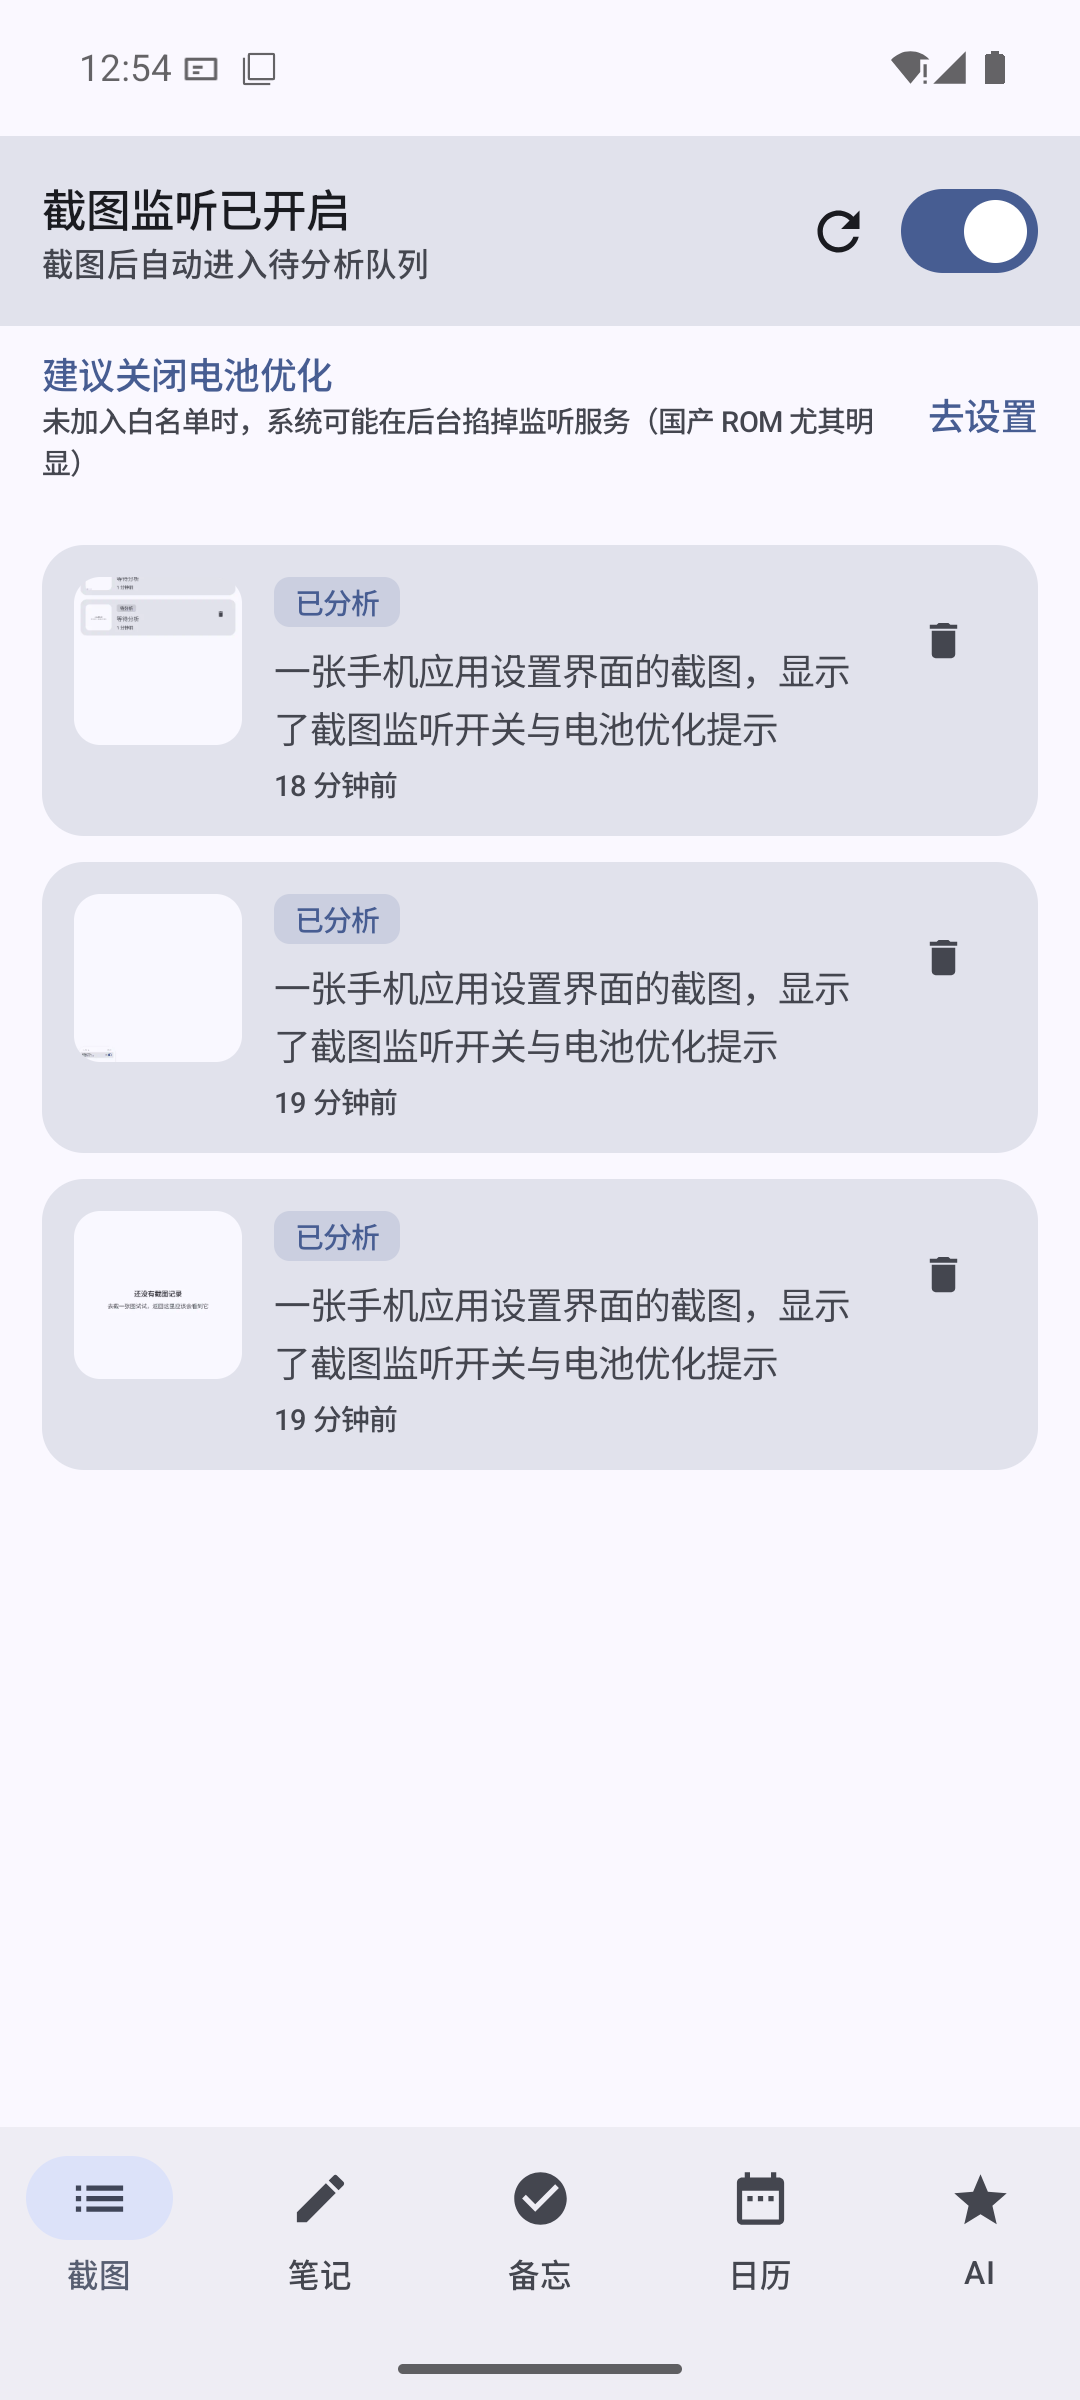 12:54
截图监听已开启
截图后自动进入待分析队列
建议关闭电池优化
未加入白名单时，系统可能在后台掐掉监听服务（国产 ROM 尤其明
显）
去设置
已分析
一张手机应用设置界面的截图，显示
了截图监听开关与电池优化提示
18 分钟前
已分析
一张手机应用设置界面的截图，显示
了截图监听开关与电池优化提示
19 分钟前
还没有截图记录
已分析
一张手机应用设置界面的截图，显示
了截图监听开关与电池优化提示
19 分钟前
截图
笔记
备忘
日历
AI